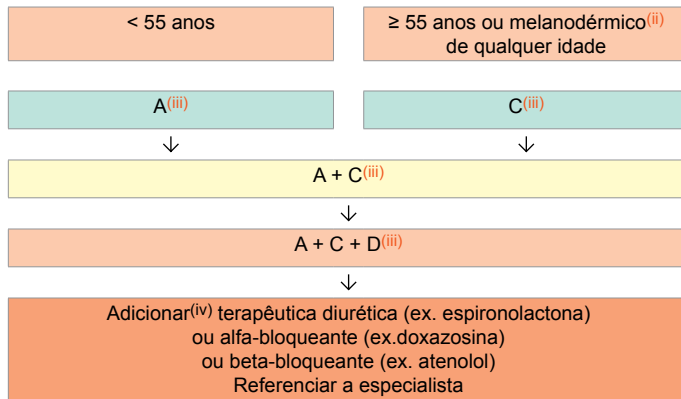 < 55 anos
≥ 55 anos ou melanodérmico(ii)
de qualquer idade
A(iii)
C(iii)
A + C(iii)
A + C + D(iii)
Adicionar(iv) terapêutica diurética (ex. espironolactona)
ou alfa-bloqueante (ex.doxazosina)
ou beta-bloqueante (ex. atenolol)
Referenciar a especialista